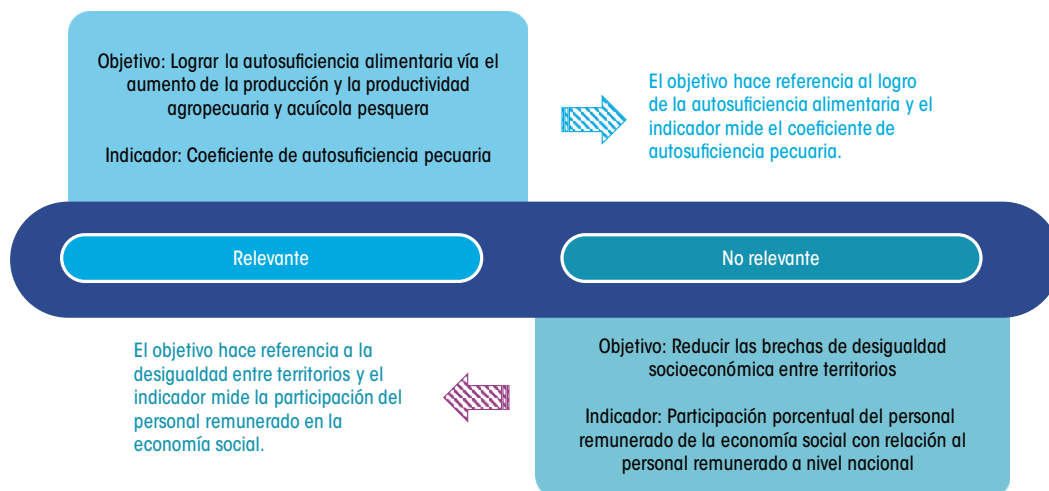 Objetivo: Lograr la autosuficiencia alimentaria vía el
aumento de la producción y la productividad
agropecuaria y acuícola pesquera
Indicador: Coeficiente de autosuficiencia pecuaria
El objetivo hace referencia al logro
de la autosuficiencia alimentaria y el
indicador mide el coeficiente de
autosuficiencia pecuaria.
Relevante
No relevante
El objetivo hace referencia a la
desigualdad entre territorios y el
indicador mide la participación del
personal remunerado en la
economía social.
Objetivo: Reducir las brechas de desigualdad
socioeconómica entre territorios
Indicador: Participación porcentual del personal
remunerado de la economía social con relación al
personal remunerado a nivel nacional